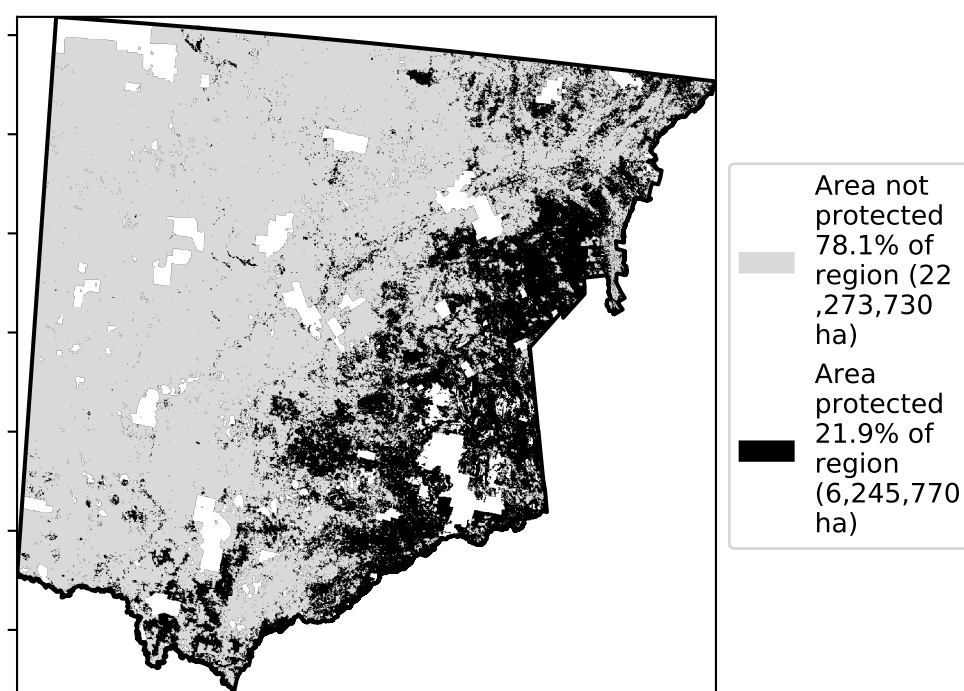 Area not
protected
78.1% of
region (22
,273,730
ha)
Area
protected
21.9% of
region
(6,245,770
ha)